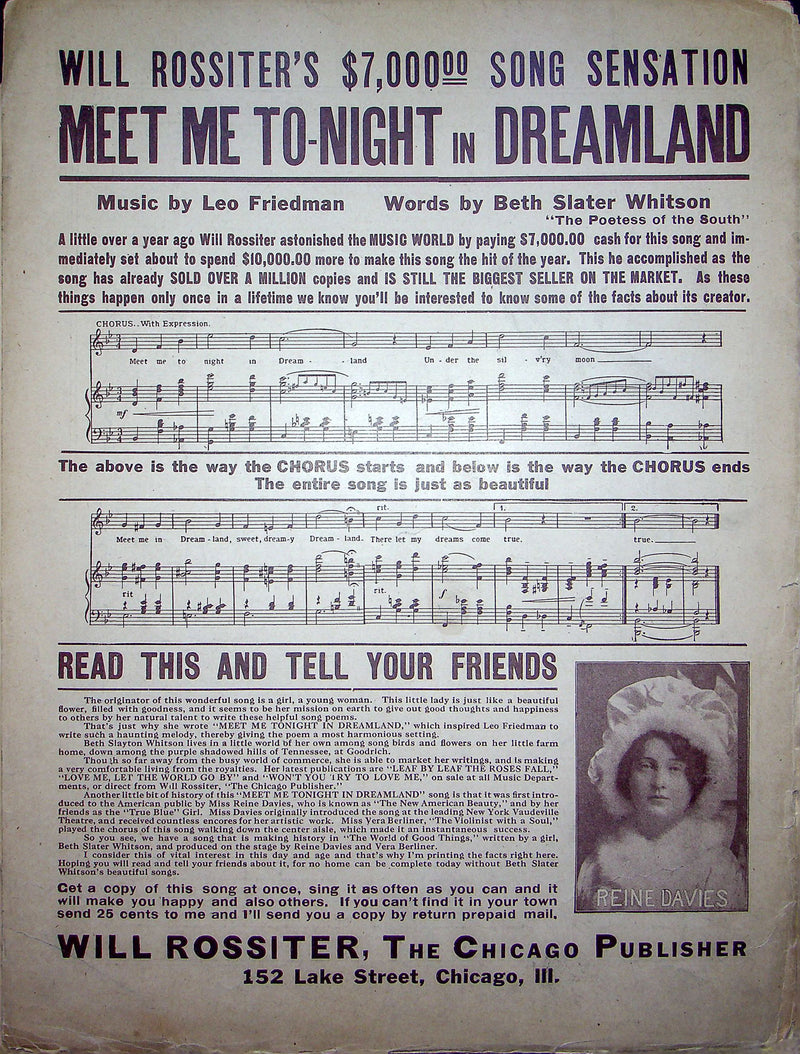 WILL ROSSITER'S $7,000.00 SONG SENSATION
MEET ME TO-NIGHT IN DREAMLAND
Music by Leo Friedman Words by Beth Slater Whitson
"The Poetess of the South"
A little over a year ago Will Rossiter astonished the MUSIC WORLD by paying $7,000.00 cash for this song and im-
mediately set about to spend $10,000.00 more to make this song the hit of the year. This he accomplished as the
song has already SOLD OVER A MILLION copies and IS STILL THE BIGGEST SELLER ON THE MARKET. As these
things happen only once in a lifetime we know you'll be interested to know some of the facts about its creator.
CHORUS.. With Expression.
Meet me to night in Dream - land Un - der the sil - v'ry moon
mf
The above is the way the CHORUS starts and below is the way the CHORUS ends
The entire song is just as beautiful
rit. 1. 2.
Meet me in Dream - land, sweet, dream-y Dream - land. There let my dreams come true. true.
rit rit. f
READ THIS AND TELL YOUR FRIENDS
The originator of this wonderful song is a girl, a young woman. This little lady is just like a beautiful
flower, filled with goodness, and it seems to be her mission on earth to give out good thoughts and happiness
to others by her natural talent to write these helpful song poems.
That's just why she wrote "MEET ME TONIGHT IN DREAMLAND," which inspired Leo Friedman to
write such a haunting melody, thereby giving the poem a most harmonious setting.
Beth Slayton Whitson lives in a little world of her own among song birds and flowers on her little farm
home, down among the purple shadowed hills of Tennessee, at Goodrich.
Though so far away from the busy world of commerce, she is able to market her writings, and is making
a very comfortable living from the royalties. Her latest publications are "LEAF BY LEAF THE ROSES FALL,"
"LOVE ME, LET THE WORLD GO BY" and "WON'T YOU TRY TO LOVE ME," on sale at all Music Depart-
ments, or direct from Will Rossiter, "The Chicago Publisher."
Another little bit of history of this "MEET ME TONIGHT IN DREAMLAND" song is that it was first intro-
duced to the American public by Miss Reine Davies, who is known as "The New American Beauty," and by her
friends as the "True Blue" Girl. Miss Davies originally introduced the song at the leading New York Vaudeville
Theatre, and received countless encores for her artistic work. Miss Vera Berliner, "The Violinist with a Soul,"
played the chorus of this song walking down the center aisle, which made it an instantaneous success.
So you see, we have a song that is making history in "The World of Good Things," written by a girl,
Beth Slater Whitson, and produced on the stage by Reine Davies and Vera Berliner.
I consider this of vital interest in this day and age and that's why I'm printing the facts right here.
Hoping you will read and tell your friends about it, for no home can be complete today without Beth Slater
Whitson's beautiful songs.
Get a copy of this song at once, sing it as often as you can and it
will make you happy and also others. If you can't find it in your town
send 25 cents to me and I'll send you a copy by return prepaid mail.
REINE DAVIES
WILL ROSSITER, THE CHICAGO PUBLISHER
152 Lake Street, Chicago, Ill.